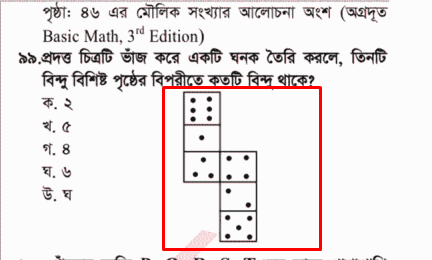 পৃষ্ঠা: ৪৬ এর মৌলিক সংখ্যার আলোচনা অংশ (অগ্রদূত
Basic Math, 3rd Edition)
৯৯.প্রদত্ত চিত্রটি ভাঁজ করে একটি ঘনক তৈরি করলে, তিনটি
বিন্দু বিশিষ্ট পৃষ্ঠের বিপরীতে কতটি বিন্দু থাকে?
ক. ২
খ. ৫
গ. ৪
ঘ. ৬
উ. ঘ